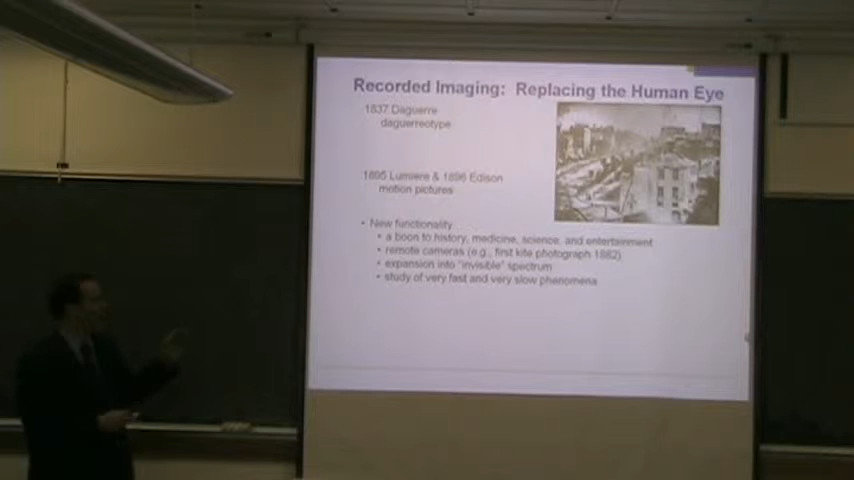 Recorded Imaging: Replacing the Human Eye
1837 Daguerre
daguerreotype
1895 Lumiere & 1896 Edison
motion pictures
• New functionality
• a boon to history, medicine, science, and entertainment
• remote cameras (e.g., first kite photograph 1882)
• expansion into "invisible" spectrum
• study of very fast and very slow phenomena